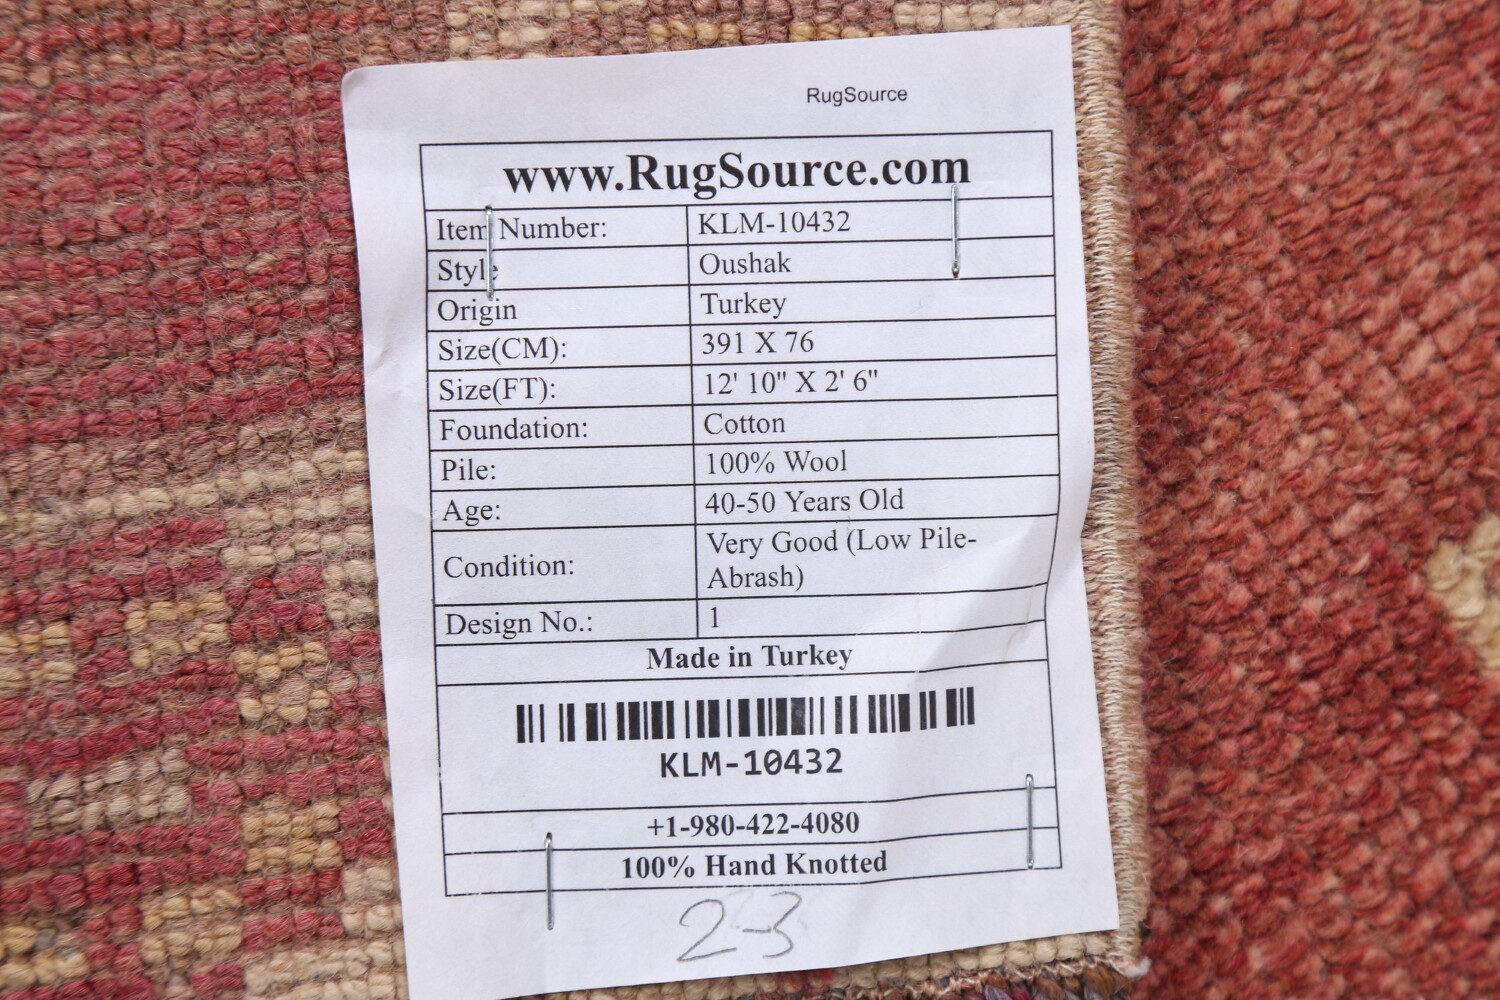 RugSource
www.RugSource.com
Item Number: KLM-10432
Style Oushak
Origin Turkey
Size(CM): 391 X 76
Size(FT): 12' 10" X 2' 6"
Foundation: Cotton
Pile: 100% Wool
Age: 40-50 Years Old
Condition: Very Good (Low Pile-
Abrash)
Design No.: 1
Made in Turkey
KLM-10432
+1-980-422-4080
100% Hand Knotted
2-3